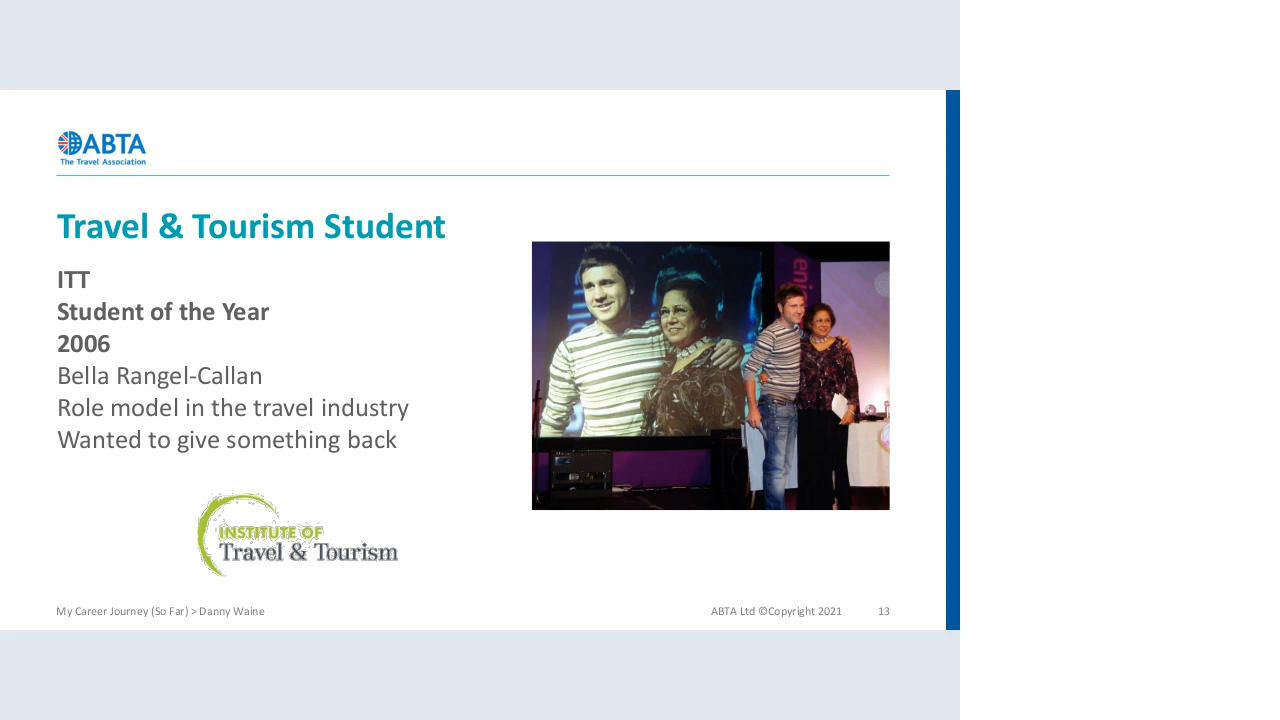 ABTA
The Travel Association
Travel & Tourism Student
ITT
Student of the Year
2006
Bella Rangel-Callan
Role model in the travel industry
Wanted to give something back
INSTITUTE OF
Travel & Tourism
My Career Journey (So Far) > Danny Waine
ABTA Ltd ©Copyright 2021
13